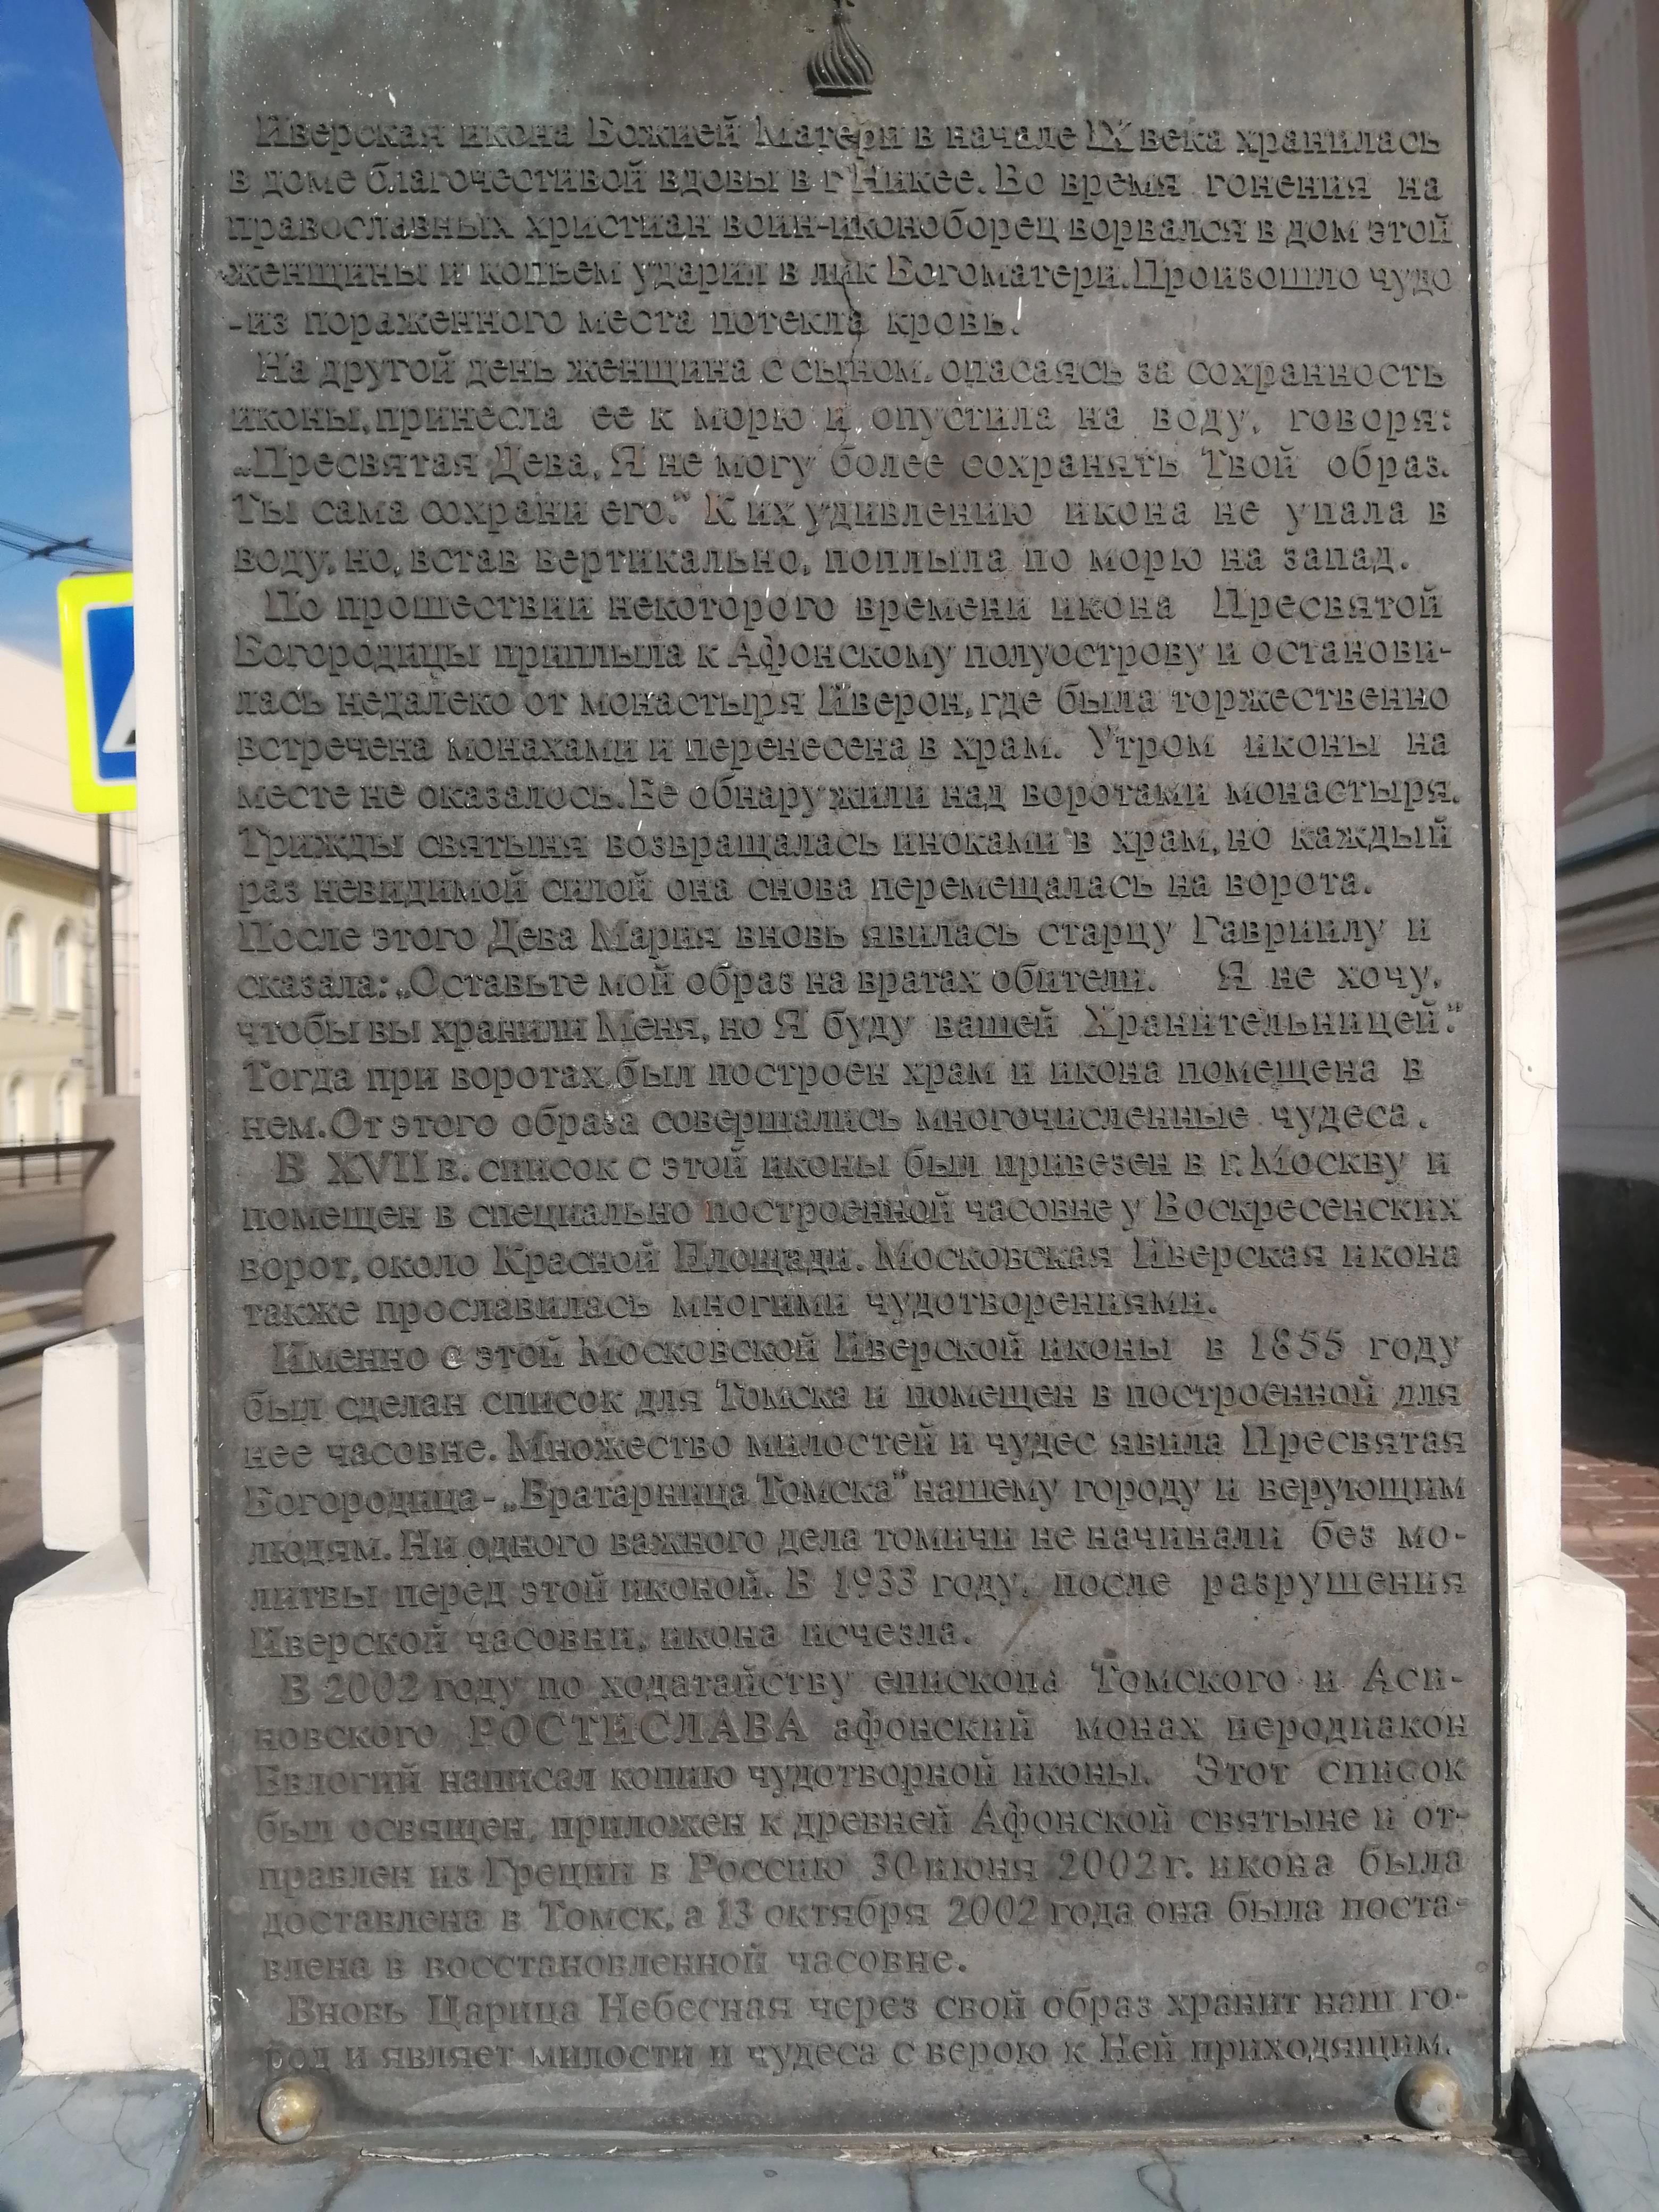 Иверская икона Божией Матери в начале IX века хранилась
в доме благочестивой вдовы в г Никее. Во время гонения на
православных христиан воин-иконоборец ворвался в дом этой
женщины и копьем ударил в лик Богоматери. Произошло чудо
-из пораженного места потекла кровь.
На другой день женщина с сыном, опасаясь за сохранность
иконы, принесла ее к морю и опустила на воду, говоря:
„Пресвятая Дева, Я не могу более сохранять Твой образ.
Ты сама сохрани его.” К их удивлению икона не упала в
воду, но, встав вертикально, поплыла по морю на запад.
По прошествии некоторого времени икона Пресвятой
Богородицы приплыла к Афонскому полуострову и останови-
лась недалеко от монастыря Иверон, где была торжественно
встречена монахами и перенесена в храм. Утром иконы на
месте не оказалось. Ее обнаружили над воротами монастыря.
Трижды святыня возвращалась иноками в храм, но каждый
раз невидимой силой она снова перемещалась на ворота.
После этого Дева Мария вновь явилась старцу Гавриилу и
сказала: „Оставьте мой образ на вратах обители. Я не хочу,
чтобы вы хранили Меня, но Я буду вашей Хранительницей.”
Тогда при воротах был построен храм и икона помещена в
нем. От этого образа совершались многочисленные чудеса.
В XVII в. список с этой иконы был привезен в г. Москву и
помещен в специально построенной часовне у Воскресенских
ворот, около Красной Площади. Московская Иверская икона
также прославилась многими чудотворениями.
Именно с этой Московской Иверской иконы в 1855 году
был сделан список для Томска и помещен в построенной для
нее часовне. Множество милостей и чудес явила Пресвятая
Богородица-„Вратарница Томска” нашему городу и верующим
людям. Ни одного важного дела томичи не начинали без мо-
литвы перед этой иконой. В 1933 году, после разрушения
Иверской часовни, икона исчезла.
В 2002 году по ходатайству епископа Томского и Аси-
новского РОСТИСЛАВА афонский монах иеродиакон
Евлогий написал копию чудотворной иконы. Этот список
был освящен, приложен к древней Афонской святыне и от-
правлен из Греции в Россию 30 июня 2002 г. икона была
доставлена в Томск, а 13 октября 2002 года она была поста-
влена в восстановленной часовне.
Вновь Царица Небесная через свой образ хранит наш го-
род и являет милости и чудеса с верою к Ней приходящим.